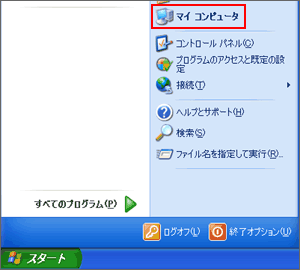 マイ コンピュータ
コントロール パネル(C)
プログラムのアクセスと既定の設
定
接続(T)
ヘルプとサポート(H)
検索(S)
ファイル名を指定して実行(R)...
すべてのプログラム(P)
ログオフ(L)
終了オプション(U)
スタート